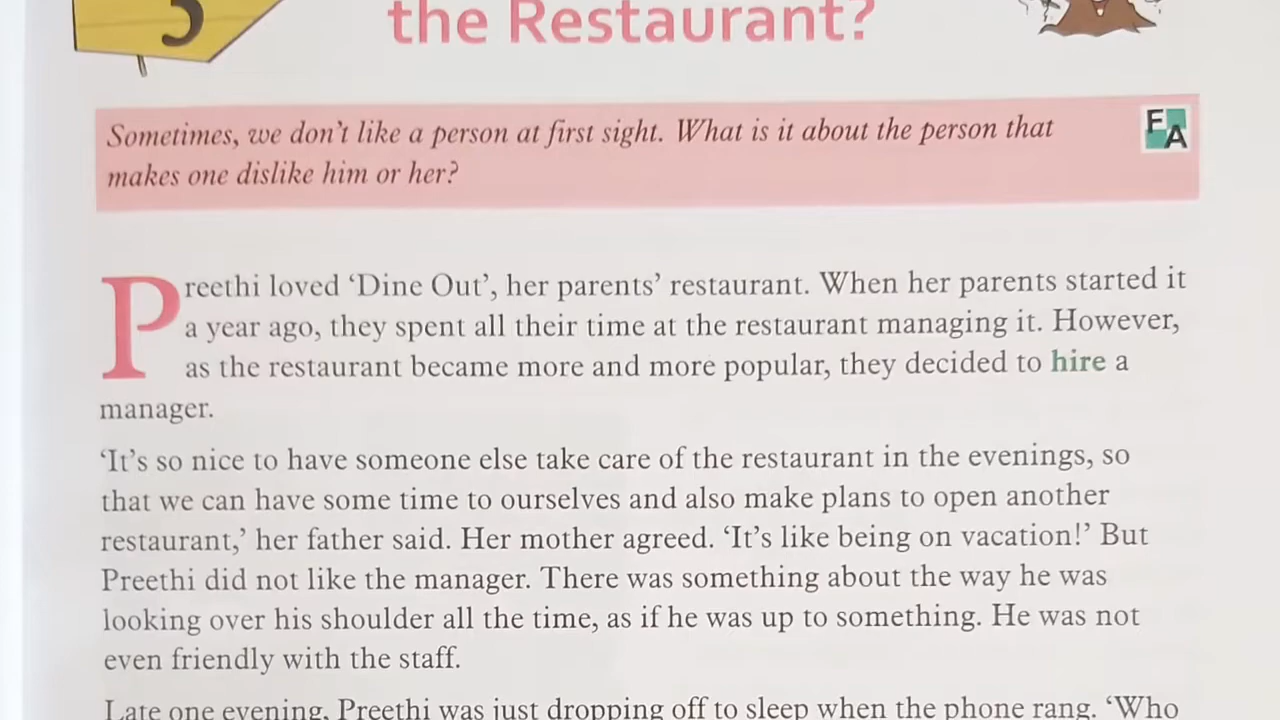 5
the Restaurant?
Sometimes, we don't like a person at first sight. What is it about the person that
makes one dislike him or her?
FA
Preethi loved ‘Dine Out’, her parents’ restaurant. When her parents started it
a year ago, they spent all their time at the restaurant managing it. However,
as the restaurant became more and more popular, they decided to hire a
manager.
‘It’s so nice to have someone else take care of the restaurant in the evenings, so
that we can have some time to ourselves and also make plans to open another
restaurant,’ her father said. Her mother agreed. ‘It’s like being on vacation!’ But
Preethi did not like the manager. There was something about the way he was
looking over his shoulder all the time, as if he was up to something. He was not
even friendly with the staff.
Late one evening, Preethi was just dropping off to sleep when the phone rang. ‘Who